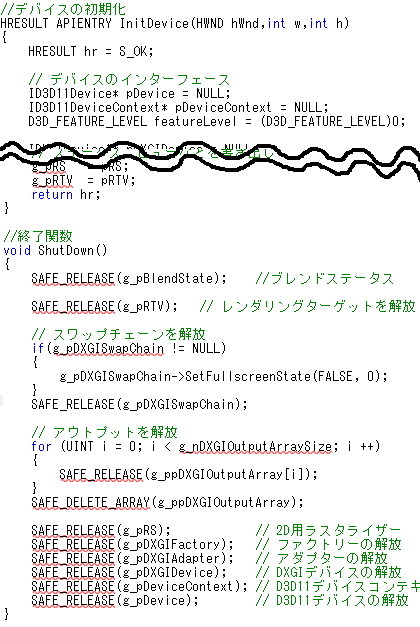 //デバイスの初期化
HRESULT APIENTRY InitDevice(HWND hWnd,int w,int h)
{
HRESULT hr = S_OK;
// デバイスのインターフェース
ID3D11Device* pDevice = NULL;
ID3D11DeviceContext* pDeviceContext = NULL;
D3D_FEATURE_LEVEL featureLevel = (D3D_FEATURE_LEVEL)0;
g_pRS = pRS;
g_pRTV = pRTV;
return hr;
}
//終了関数
void ShutDown()
{
SAFE_RELEASE(g_pBlendState); //ブレンドステータス
SAFE_RELEASE(g_pRTV); // レンダリングターゲットを解放
// スワップチェーンを解放
if(g_pDXGISwapChain != NULL)
{
g_pDXGISwapChain->SetFullscreenState(FALSE, 0);
}
SAFE_RELEASE(g_pDXGISwapChain);
// アウトプットを解放
for (UINT i = 0; i < g_nDXGIOutputArraySize; i ++)
{
SAFE_RELEASE(g_ppDXGIOutputArray[i]);
}
SAFE_DELETE_ARRAY(g_ppDXGIOutputArray);
SAFE_RELEASE(g_pRS); // 2D用ラスタライザー
SAFE_RELEASE(g_pDXGIFactory); // ファクトリーの解放
SAFE_RELEASE(g_pDXGIAdapter); // アダプターの解放
SAFE_RELEASE(g_pDXGIDevice); // DXGIデバイスの解放
SAFE_RELEASE(g_pDeviceContext); // D3D11デバイスコンテキ
SAFE_RELEASE(g_pDevice); // D3D11デバイスの解放
}